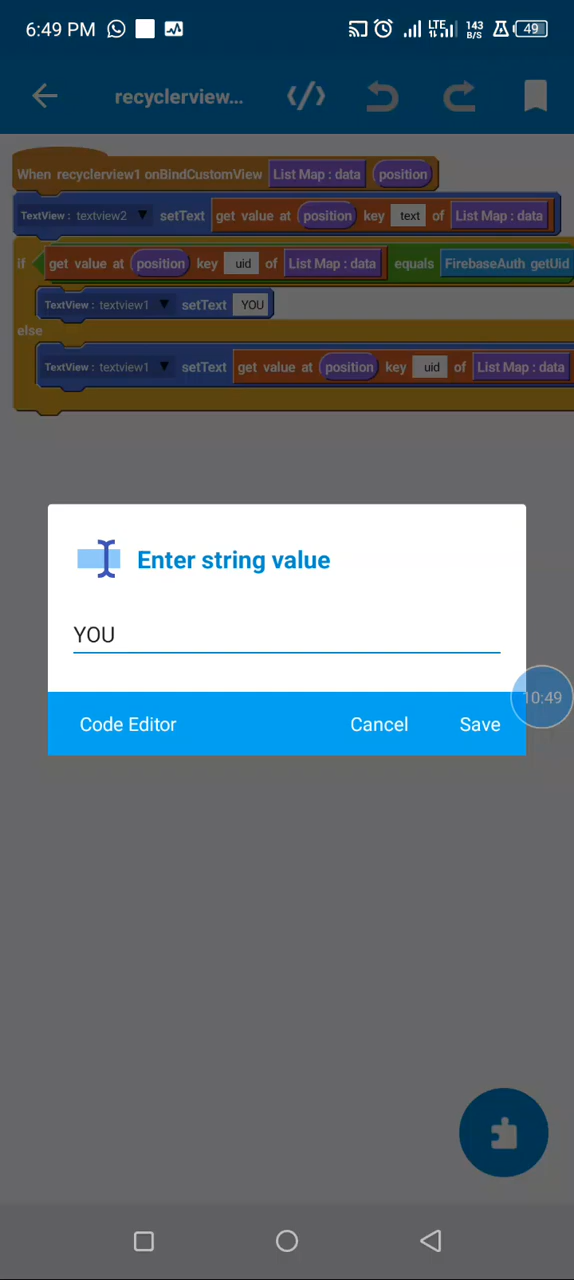 6:49 PM LTE 143 B/S 49
recyclerview...
When recyclerview1 onBindCustomView List Map : data position
TextView : textview2 setText get value at position key text of List Map : data
if get value at position key uid of List Map : data equals FirebaseAuth getUid
TextView : textview1 setText YOU
else
TextView : textview1 setText get value at position key uid of List Map : data
Enter string value
YOU
10:49
Code Editor Cancel Save